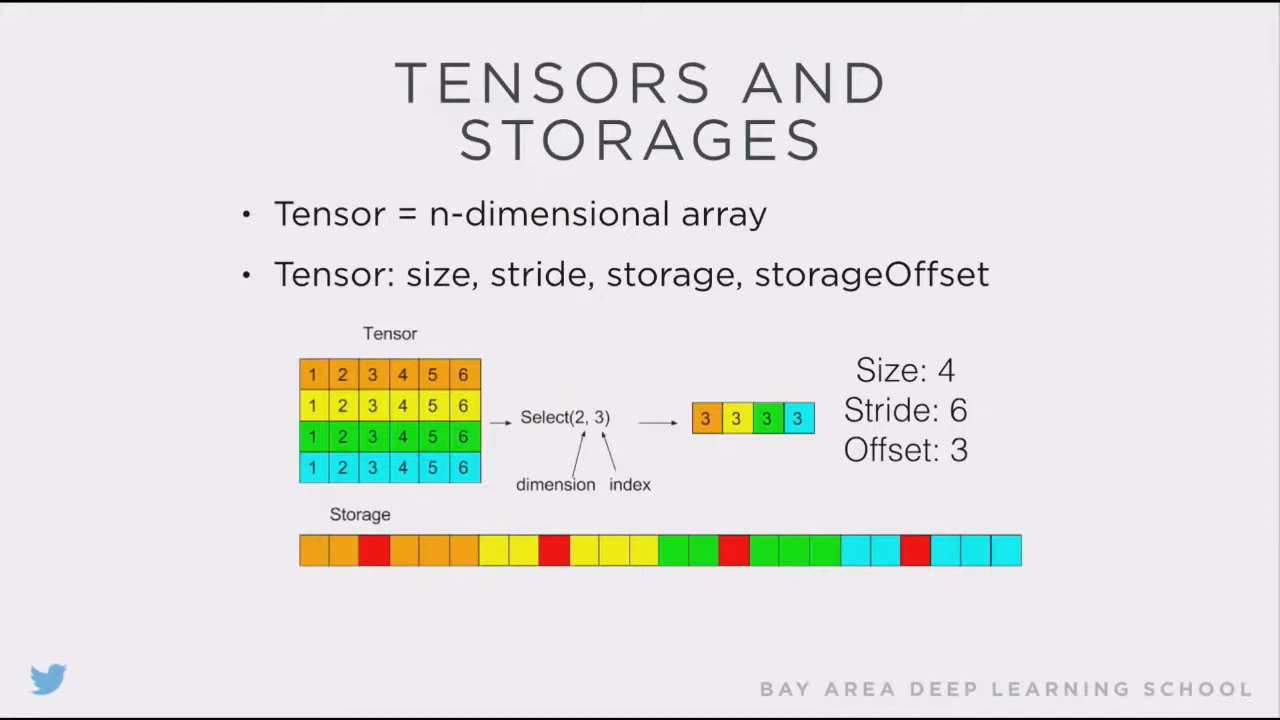 TENSORS AND
STORAGES
• Tensor = n-dimensional array
• Tensor: size, stride, storage, storageOffset
Tensor
1 2 3 4 5 6
1 2 3 4 5 6
1 2 3 4 5 6
1 2 3 4 5 6
Select(2, 3)
dimension index
3 3 3 3
Size: 4
Stride: 6
Offset: 3
Storage
BAY AREA DEEP LEARNING SCHOOL